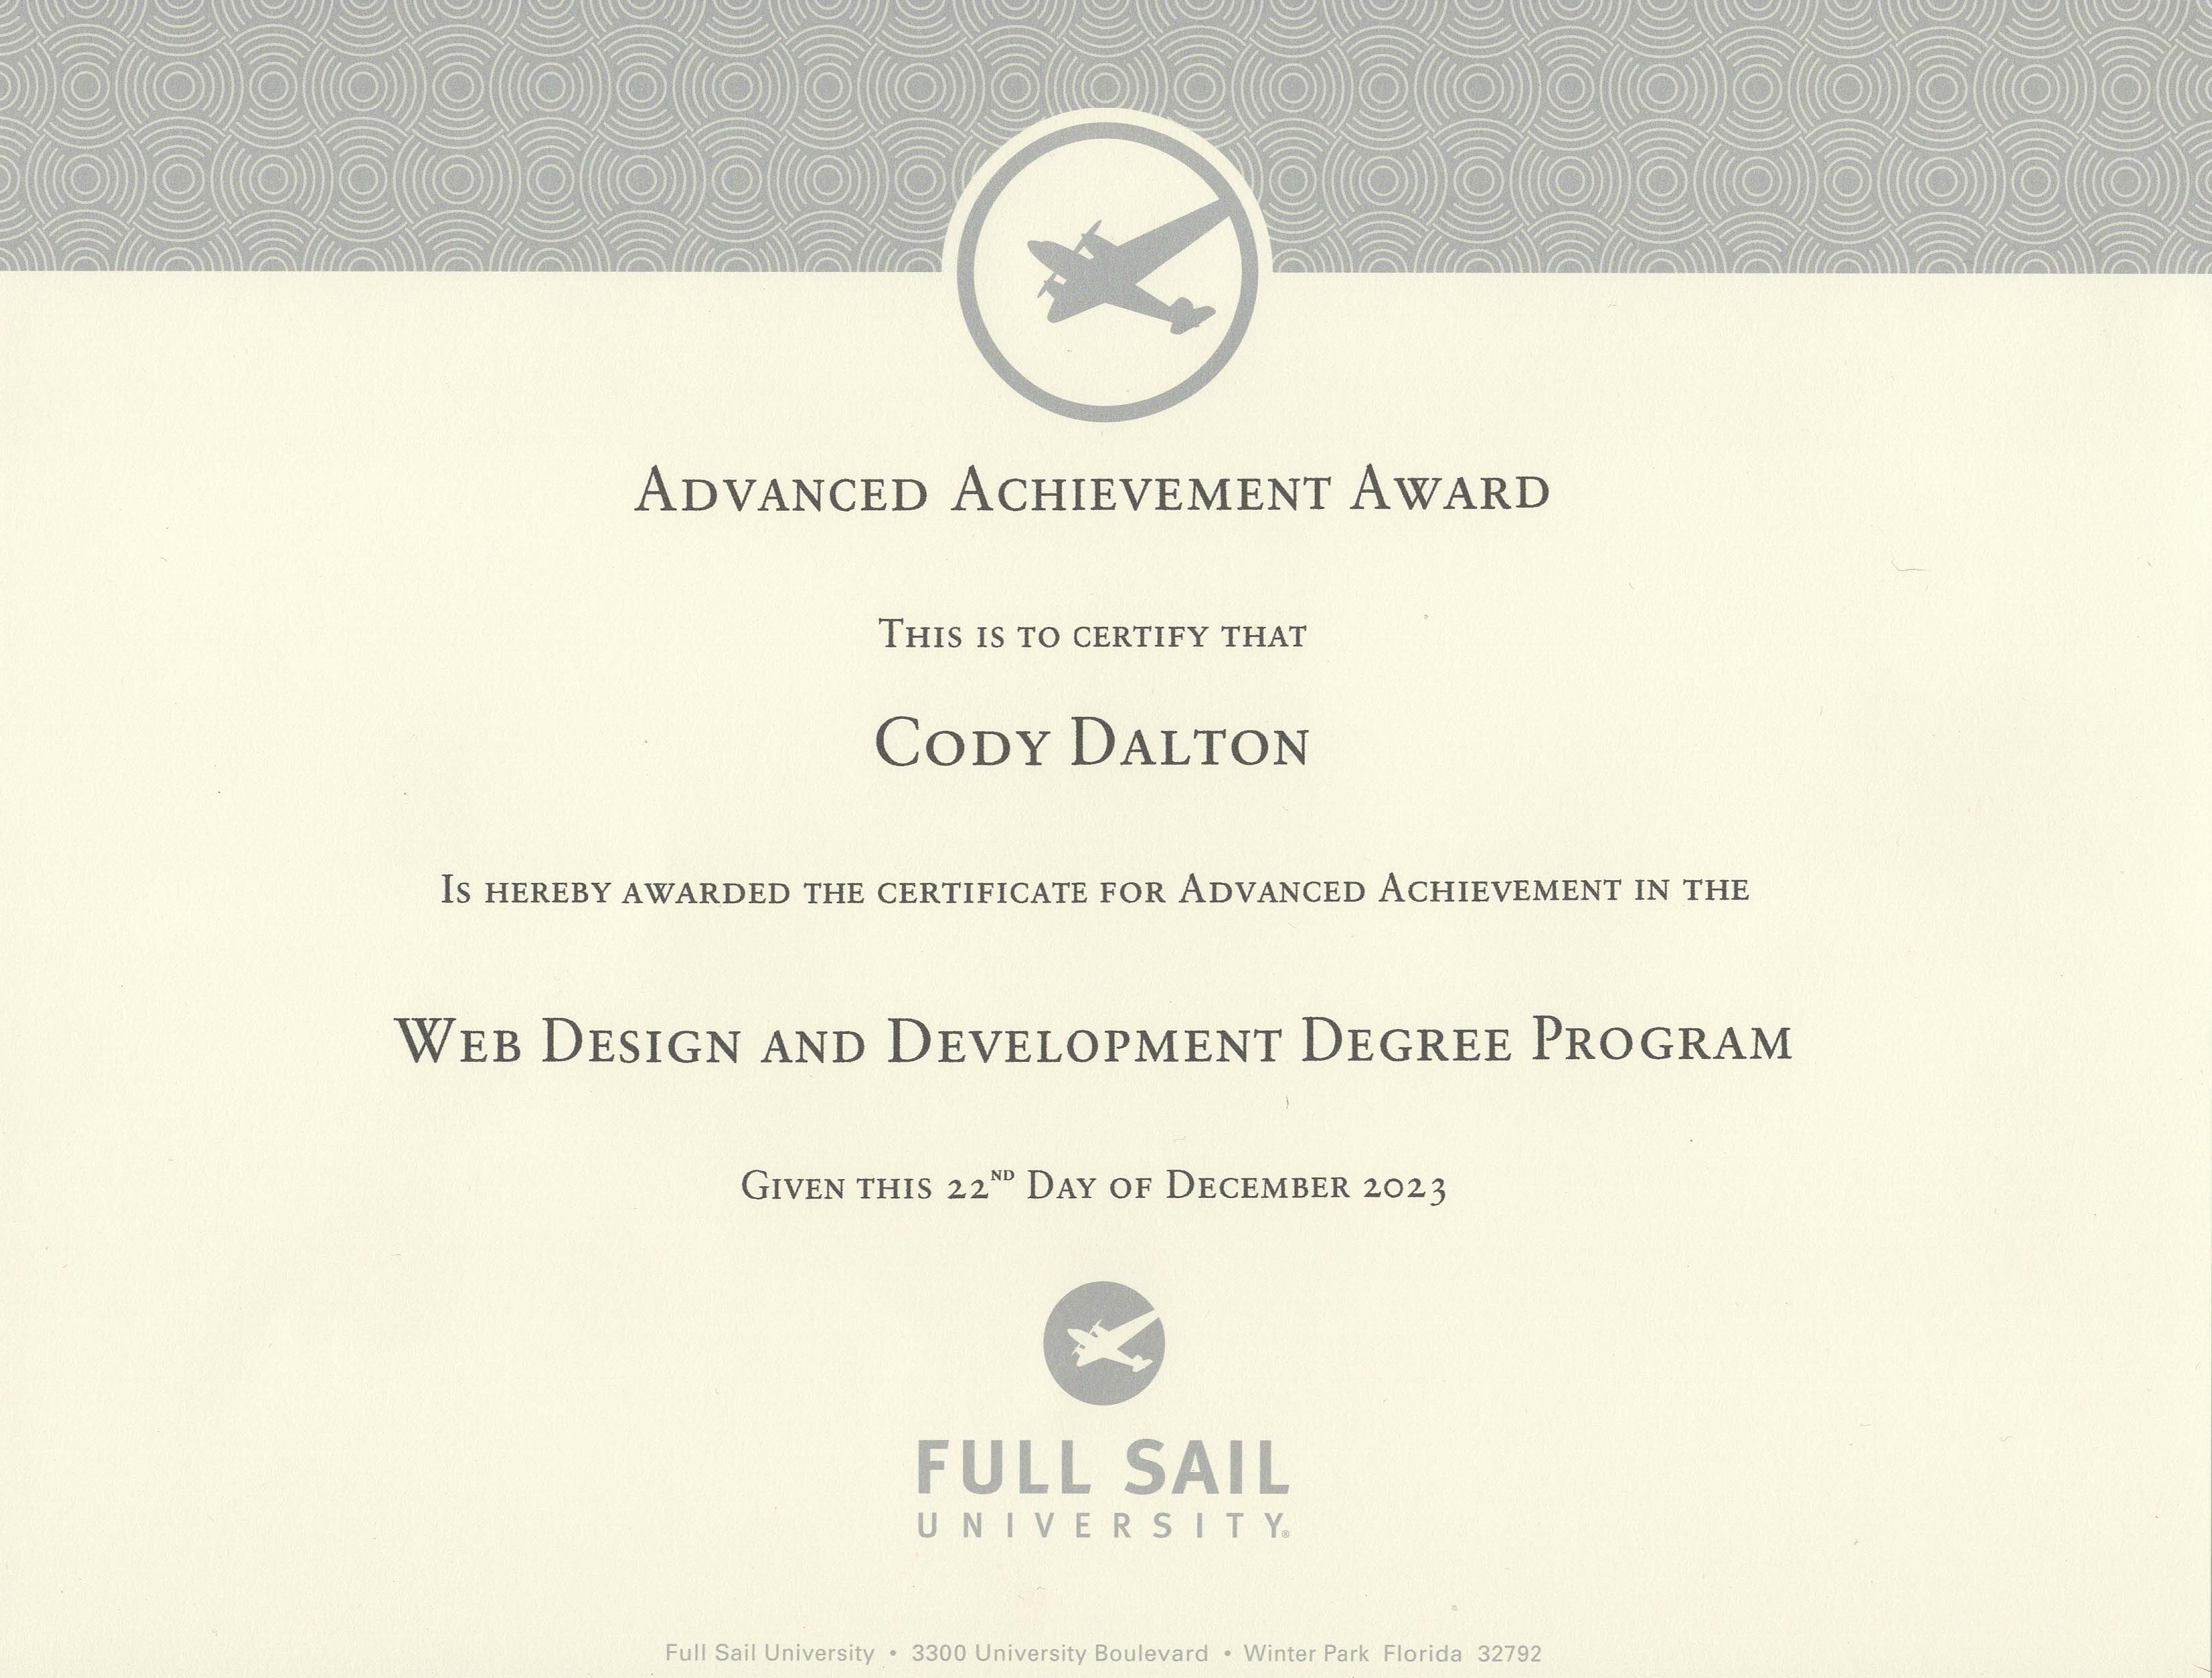 Advanced Achievement Award
This is to certify that
Cody Dalton
Is hereby awarded the certificate for Advanced Achievement in the
Web Design and Development Degree Program
Given this 22ND Day of December 2023
FULL SAIL
UNIVERSITY®
Full Sail University • 3300 University Boulevard • Winter Park Florida 32792